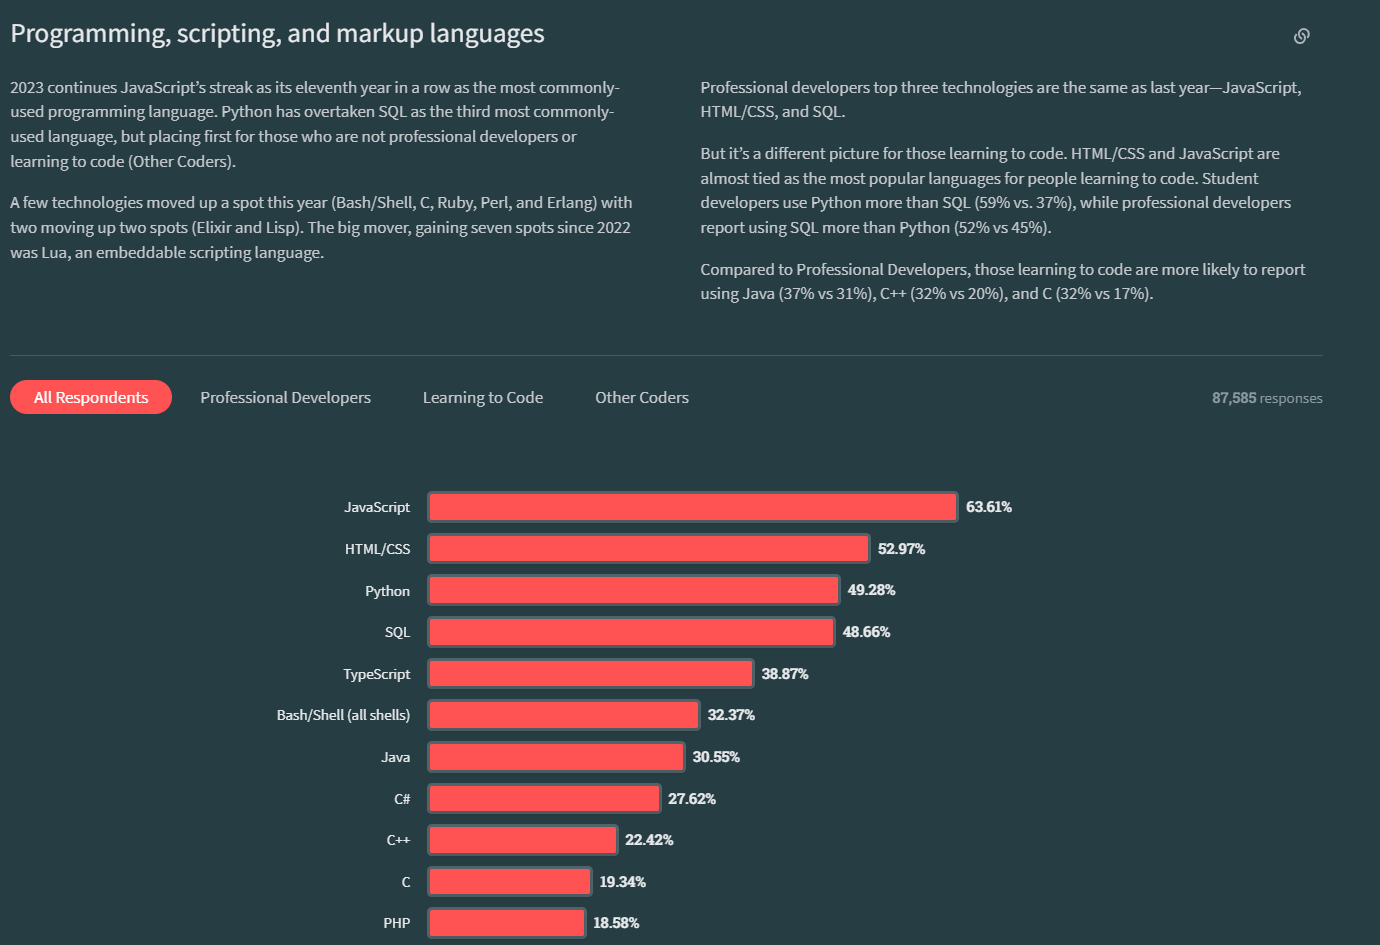 Programming, scripting, and markup languages
2023 continues JavaScript’s streak as its eleventh year in a row as the most commonly-
used programming language. Python has overtaken SQL as the third most commonly-
used language, but placing first for those who are not professional developers or
learning to code (Other Coders).
A few technologies moved up a spot this year (Bash/Shell, C, Ruby, Perl, and Erlang) with
two moving up two spots (Elixir and Lisp). The big mover, gaining seven spots since 2022
was Lua, an embeddable scripting language.
Professional developers top three technologies are the same as last year—JavaScript,
HTML/CSS, and SQL.
But it’s a different picture for those learning to code. HTML/CSS and JavaScript are
almost tied as the most popular languages for people learning to code. Student
developers use Python more than SQL (59% vs. 37%), while professional developers
report using SQL more than Python (52% vs 45%).
Compared to Professional Developers, those learning to code are more likely to report
using Java (37% vs 31%), C++ (32% vs 20%), and C (32% vs 17%).
All Respondents Professional Developers Learning to Code Other Coders 87,585 responses
JavaScript 63.61%
HTML/CSS 52.97%
Python 49.28%
SQL 48.66%
TypeScript 38.87%
Bash/Shell (all shells) 32.37%
Java 30.55%
C# 27.62%
C++ 22.42%
C 19.34%
PHP 18.58%